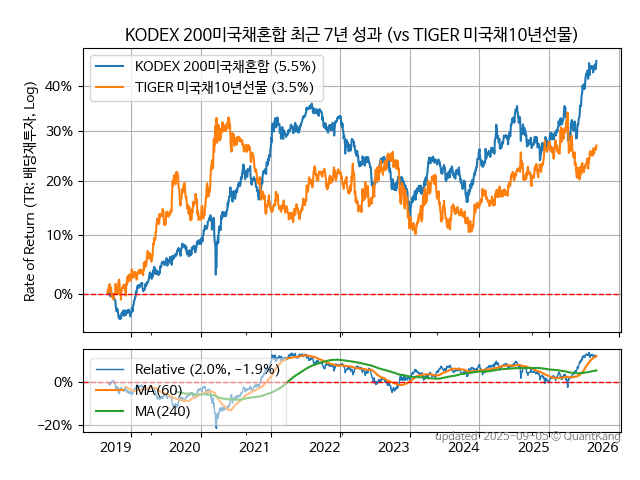 KODEX 200미국채혼합 최근 7년 성과 (vs TIGER 미국채10년선물)
Rate of Return (TR: 배당재투자, Log)
KODEX 200미국채혼합 (5.5%)
TIGER 미국채10년선물 (3.5%)
40%
30%
20%
10%
0%
Relative (2.0%, −1.9%)
MA(60)
MA(240)
0%
−20%
2019
2020
2021
2022
2023
2024
2025
2026
updated: 2025-09-05 © QuantKang